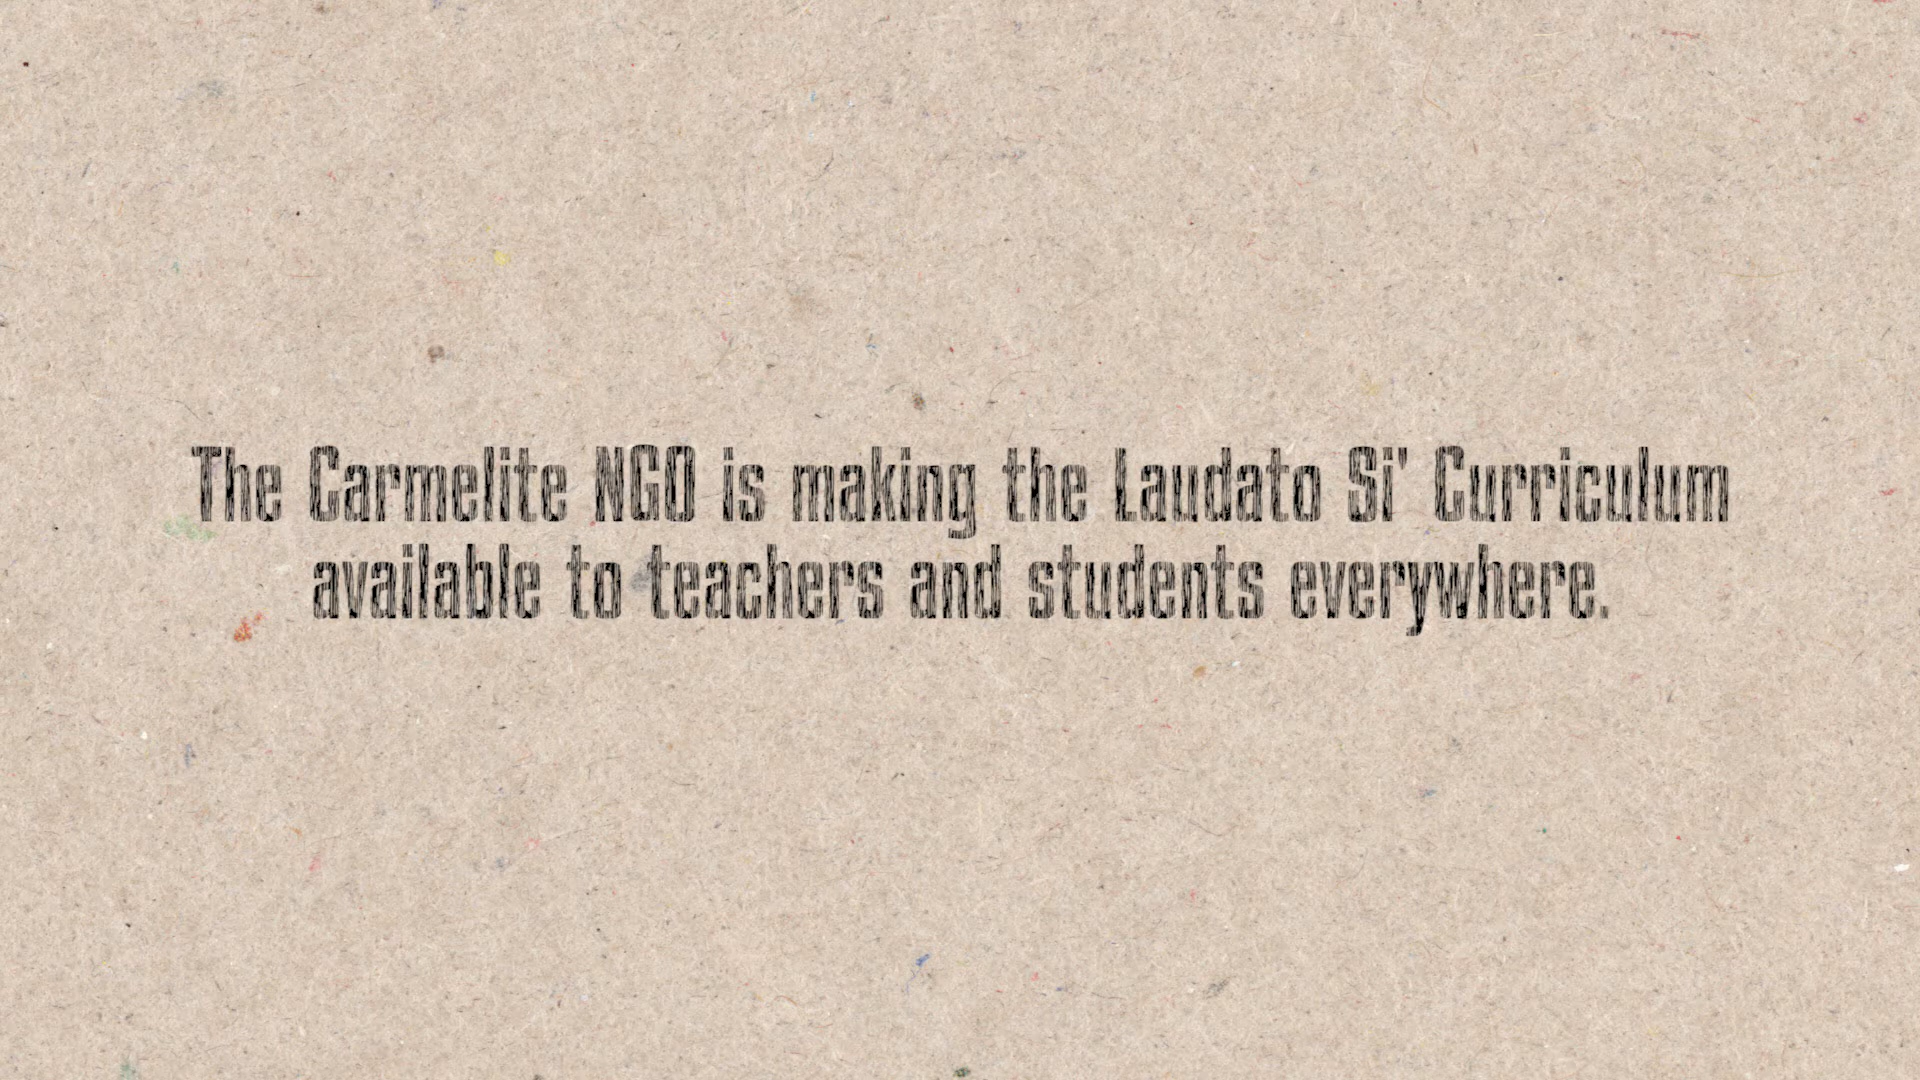 The Carmelite NGO is making the Laudato Si' Curriculum
available to teachers and students everywhere.